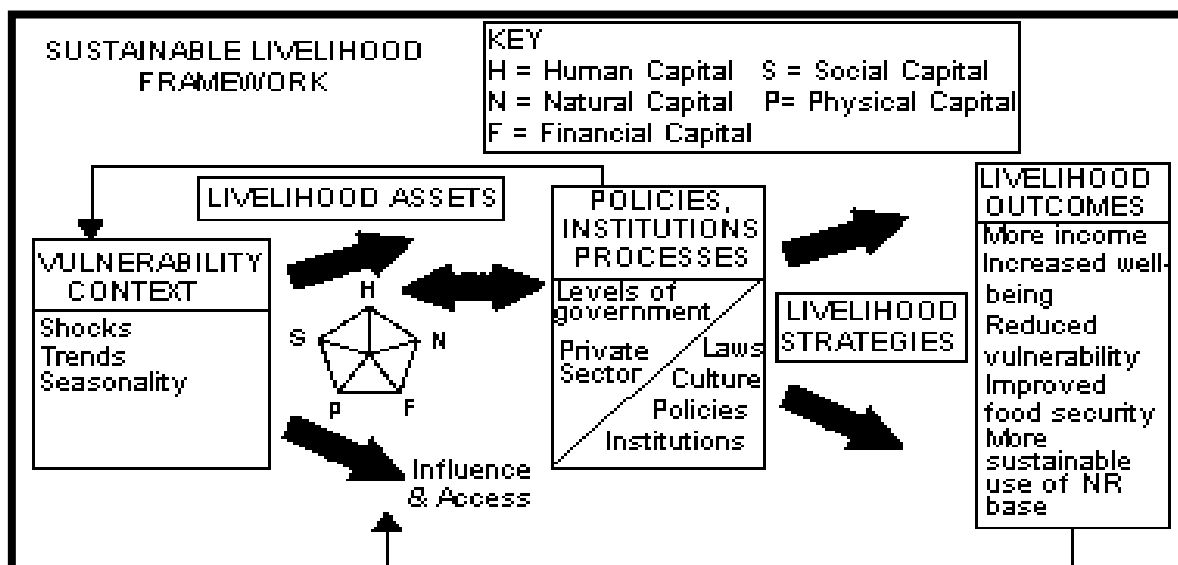 SUSTAINABLE LIVELIHOOD
FRAMEWORK
KEY
H = Human Capital S = Social Capital
N = Natural Capital P= Physical Capital
F = Financial Capital
LIVELIHOOD ASSETS
VULNERABILITY
CONTEXT
Shocks
Trends
Seasonality
H
S
N
P
F
Influence
& Access
POLICIES,
INSTITUTIONS
PROCESSES
Levels of
government
Private
Sector
Laws
Culture
Policies
Institutions
LIVELIHOOD
STRATEGIES
LIVELIHOOD
OUTCOMES
More income
Increased well-
being
Reduced
vulnerability
Improved
food security
More
sustainable
use of NR
base